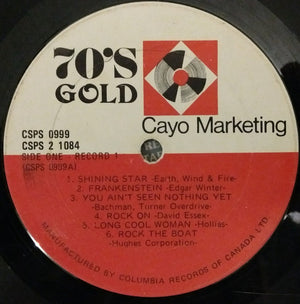 70'S
GOLD
Cayo Marketing
CSPS 0999
CSPS 2 1084
SIDE ONE - RECORD 1
(CSPS 0999A)
1. SHINING STAR -Earth, Wind & Fire-
2. FRANKENSTEIN -Edgar Winter-
3. YOU AIN'T SEEN NOTHING YET
-Bachman, Turner Overdrive-
4. ROCK ON -David Essex-
5. LONG COOL WOMAN -Hollies-
6. ROCK THE BOAT
-Hughes Corporation-
MANUFACTURED BY COLUMBIA RECORDS OF CANADA LTD.